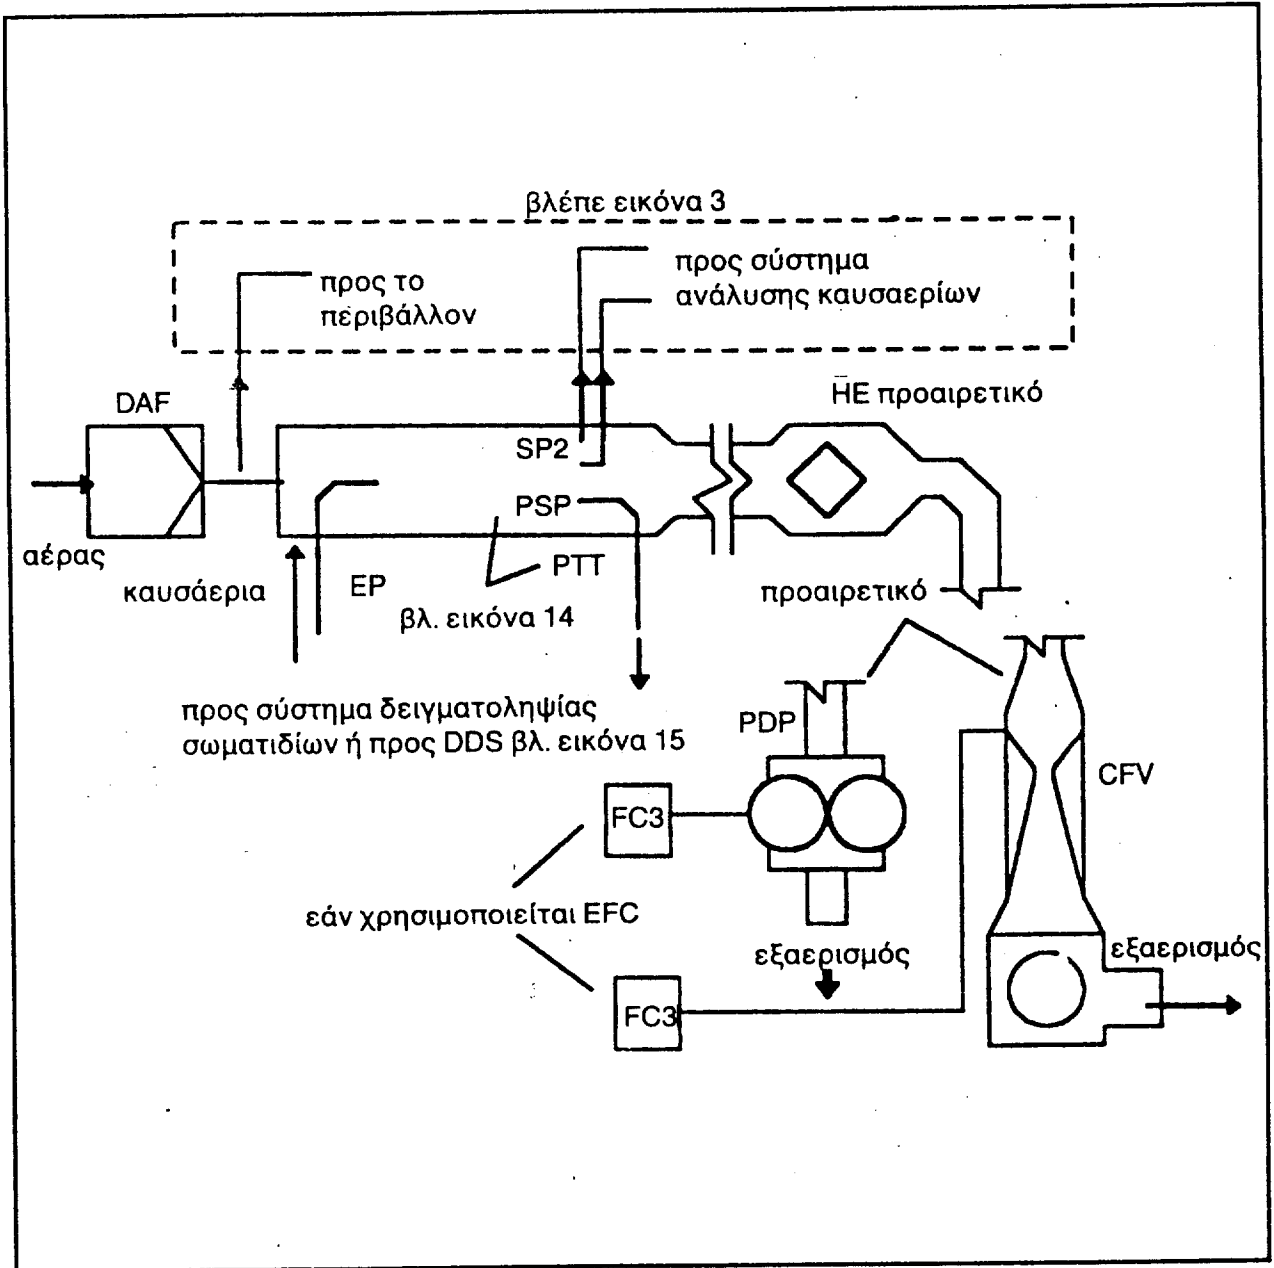 βλέπε εικόνα 3
προς το
περιβάλλον
προς σύστημα
ανάλυσης καυσαερίων
DAF
HE προαιρετικό
SP2
PSP
αέρας
καυσάερια
EP
PTT
βλ. εικόνα 14
προαιρετικό
προς σύστημα δειγματοληψίας
σωματιδίων ή προς DDS βλ. εικόνα 15
PDP
CFV
FC3
εάν χρησιμοποιείται EFC
εξαερισμός
εξαερισμός
FC3